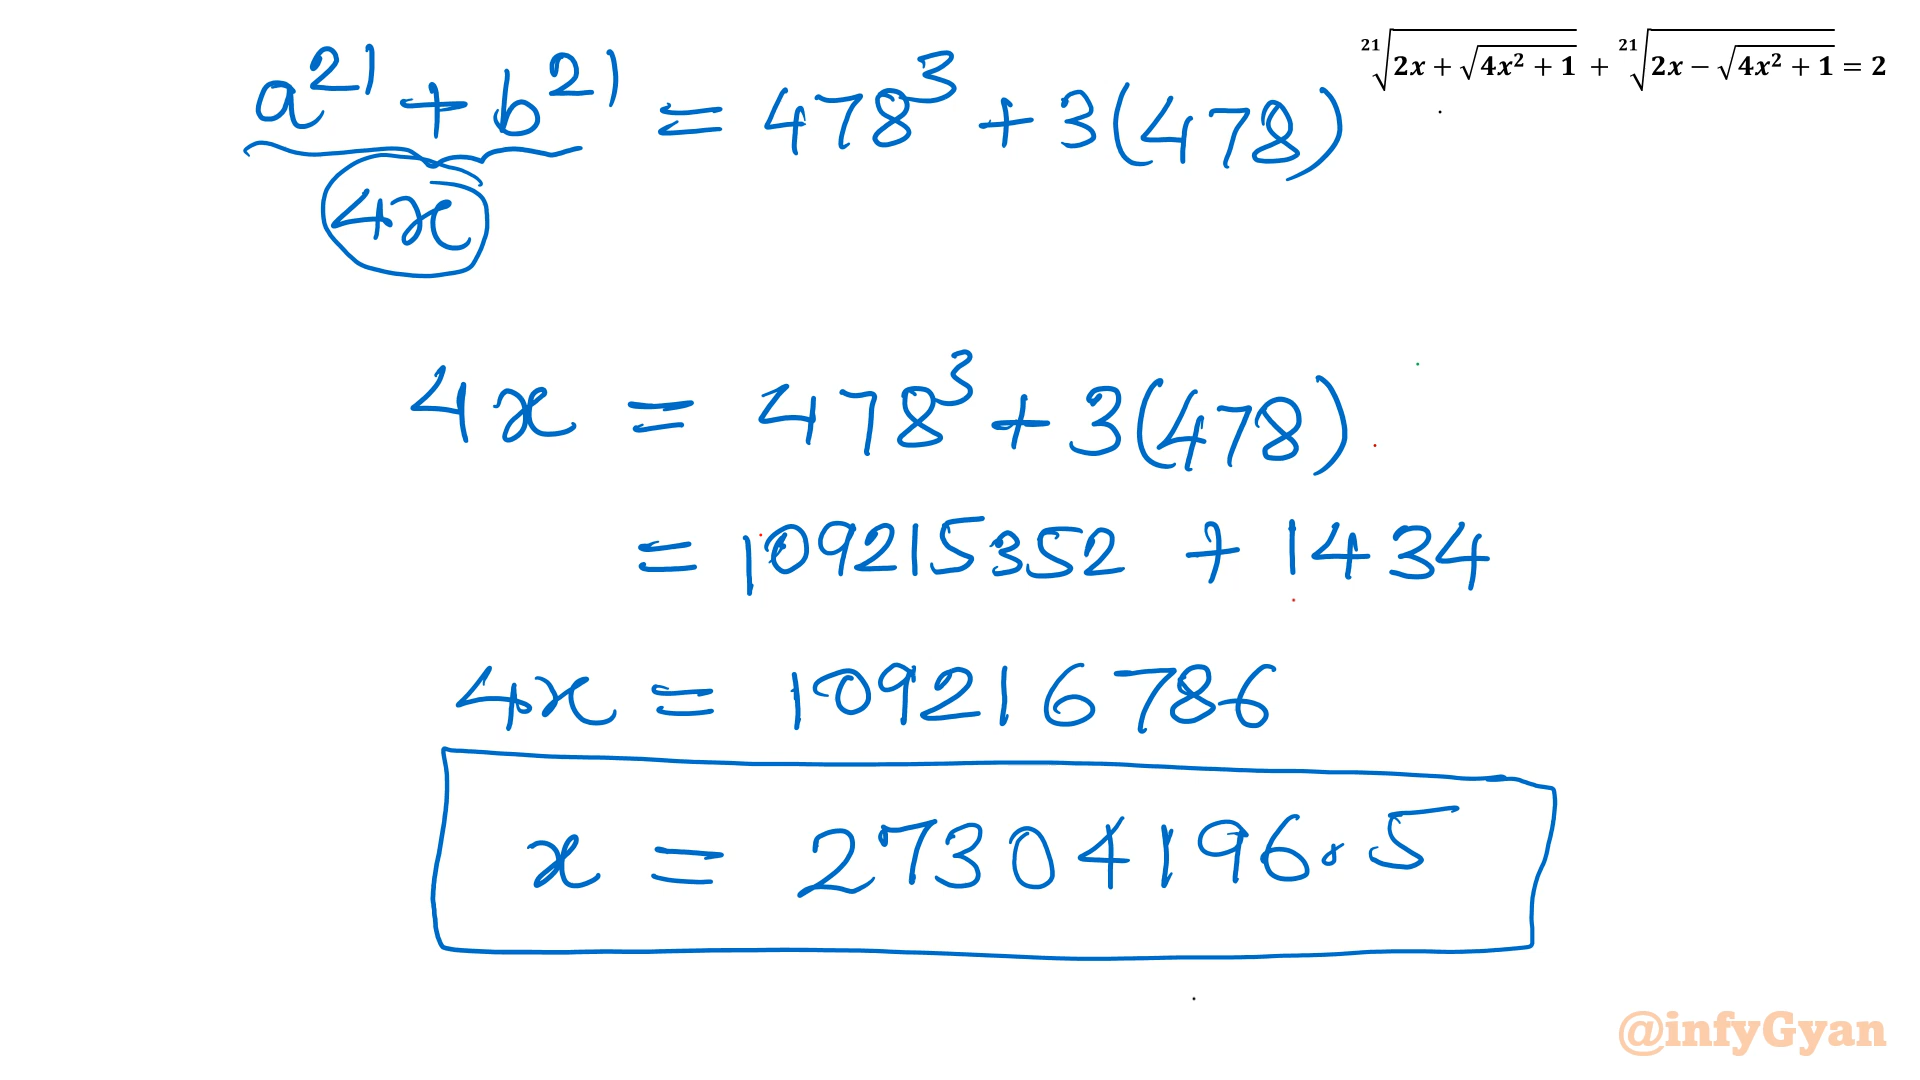 a²¹ + b²¹ = 478³ + 3(478)
²¹√(2x + √(4x² + 1)) + ²¹√(2x − √(4x² + 1)) = 2
4x
4x = 478³ + 3(478)
= 109215352 + 1434
4x = 109216786
x = 27304196.5
@infyGyan